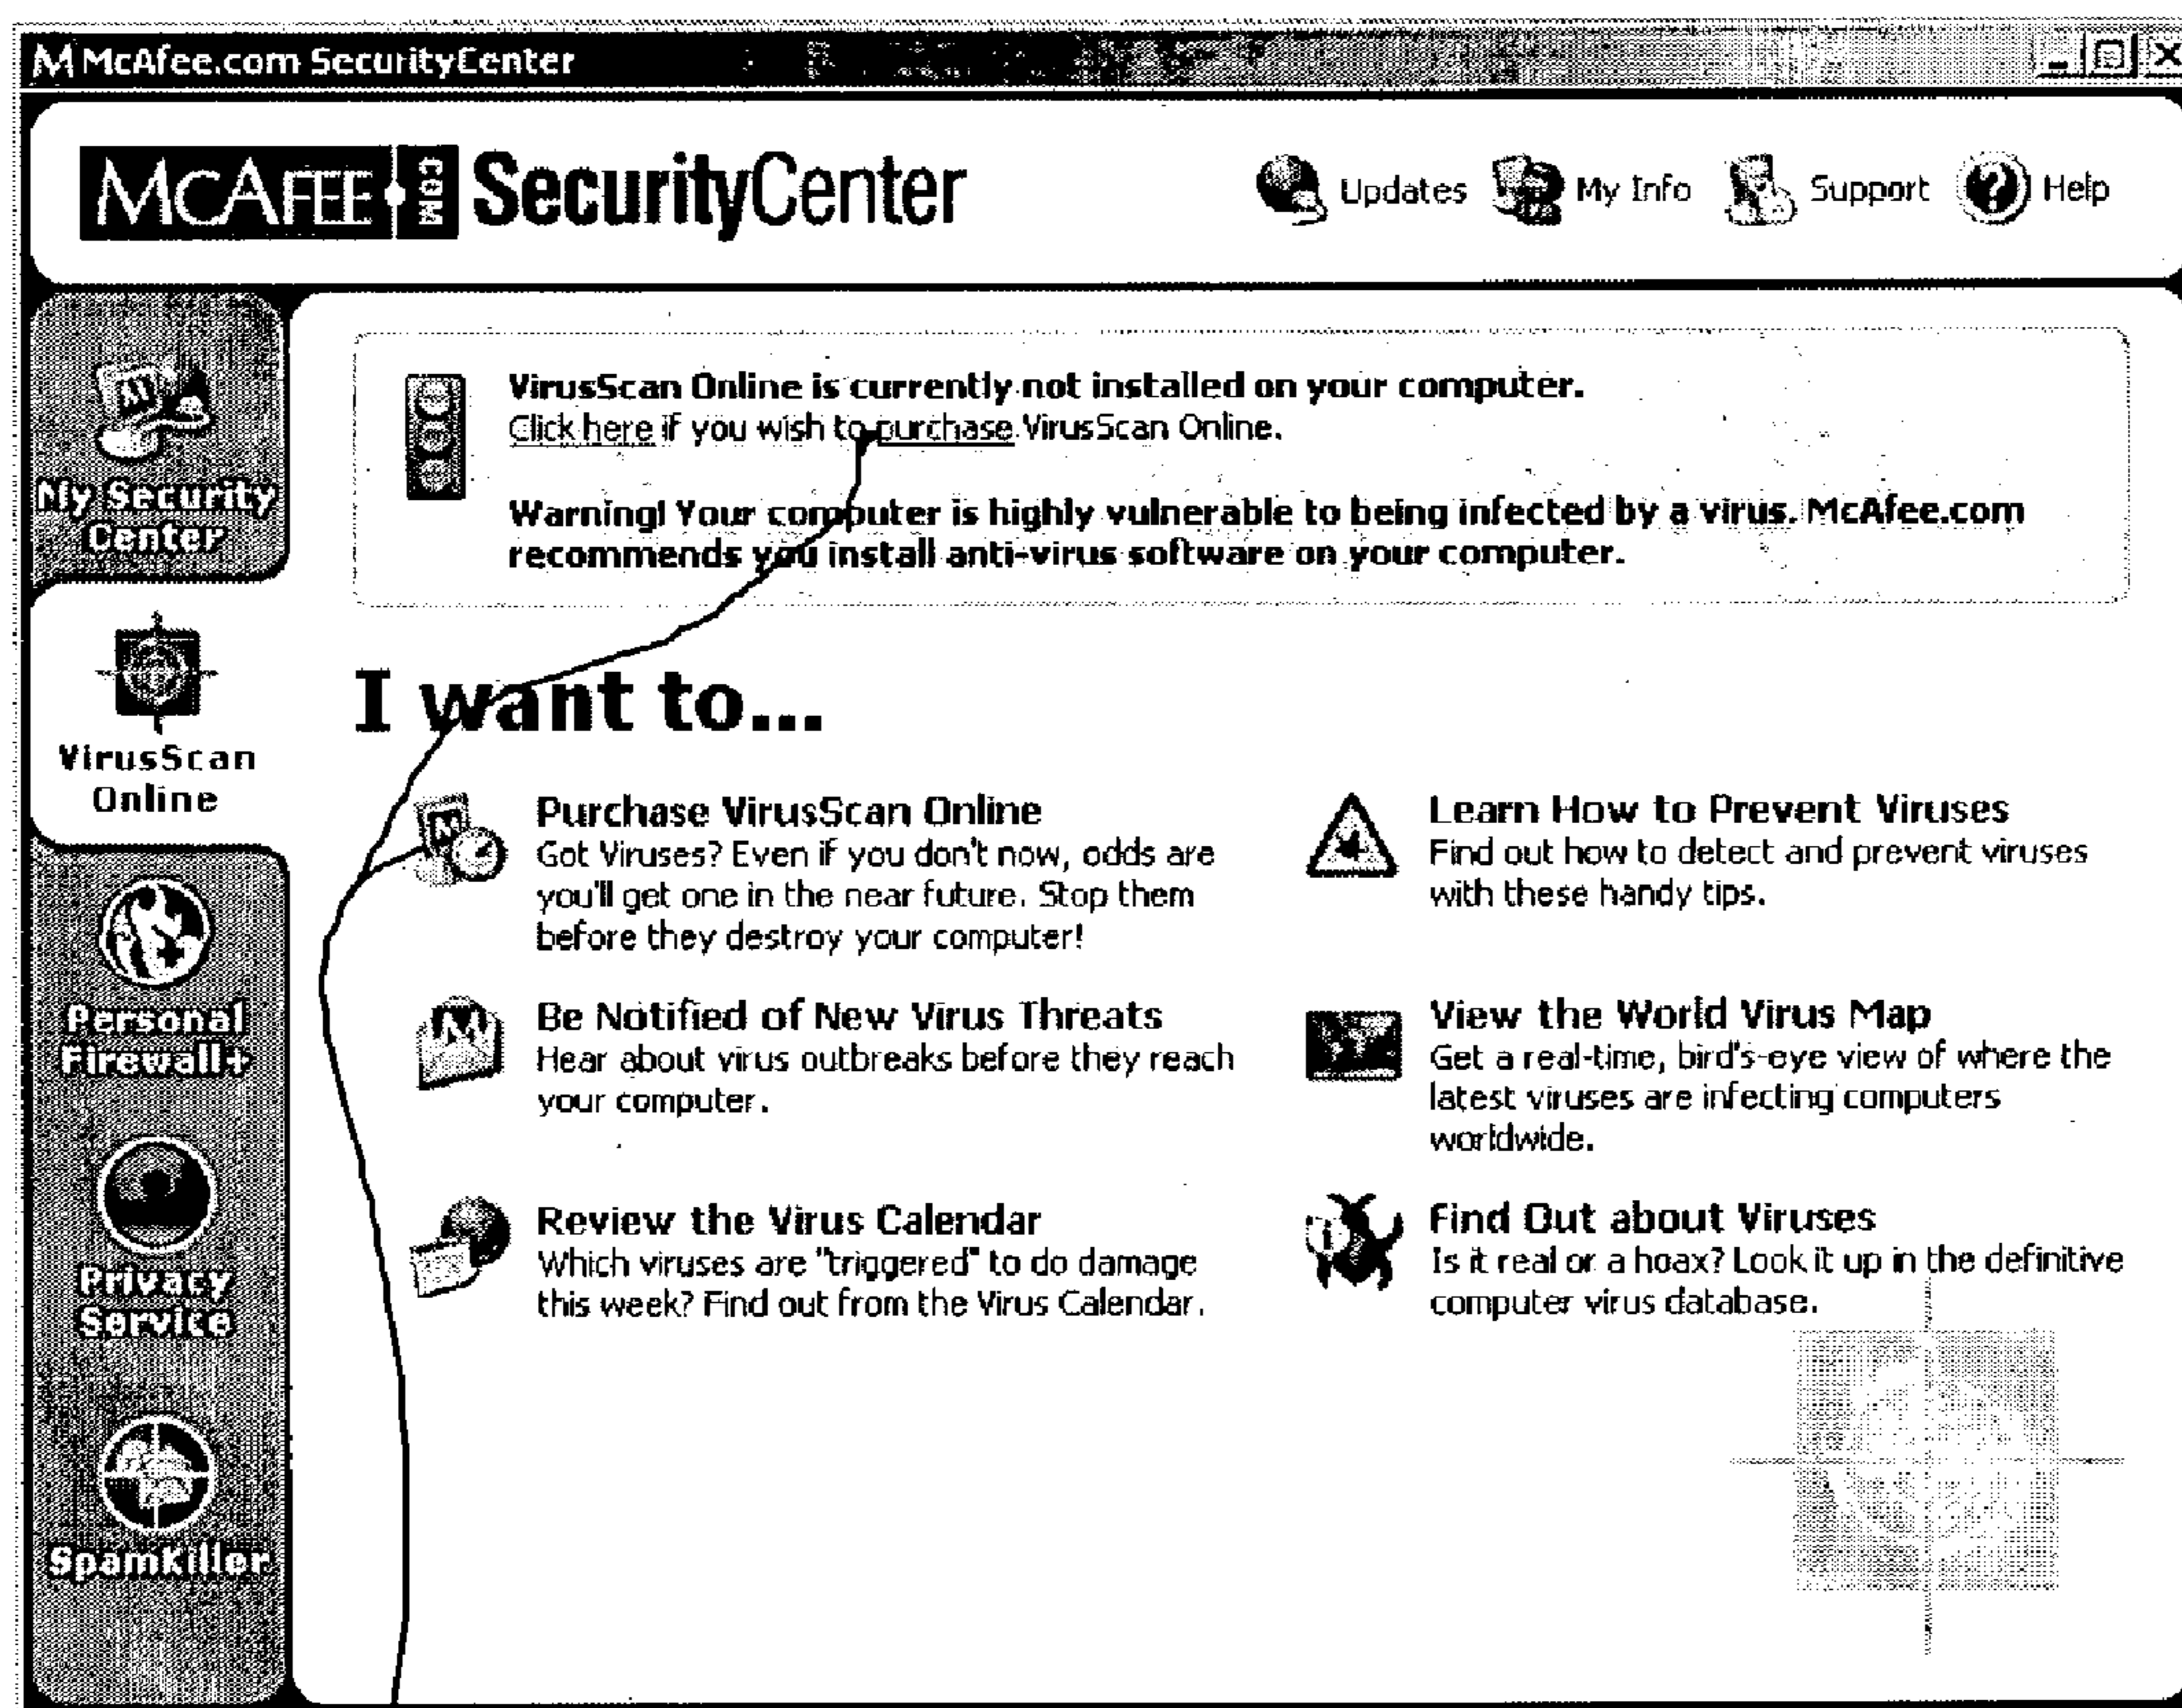 McAfee.com SecurityCenter
McAFEE.COM SecurityCenter
Updates My Info Support Help
My Security
Center
VirusScan
Online
Personal
Firewall+
Privacy
Service
SpamKiller
VirusScan Online is currently not installed on your computer.
Click here if you wish to purchase VirusScan Online.
Warning! Your computer is highly vulnerable to being infected by a virus. McAfee.com
recommends you install anti-virus software on your computer.
I want to...
Purchase VirusScan Online
Got Viruses? Even if you don't now, odds are
you'll get one in the near future. Stop them
before they destroy your computer!
Be Notified of New Virus Threats
Hear about virus outbreaks before they reach
your computer.
Review the Virus Calendar
Which viruses are "triggered" to do damage
this week? Find out from the Virus Calendar.
Learn How to Prevent Viruses
Find out how to detect and prevent viruses
with these handy tips.
View the World Virus Map
Get a real-time, bird's-eye view of where the
latest viruses are infecting computers
worldwide.
Find Out about Viruses
Is it real or a hoax? Look it up in the definitive
computer virus database.